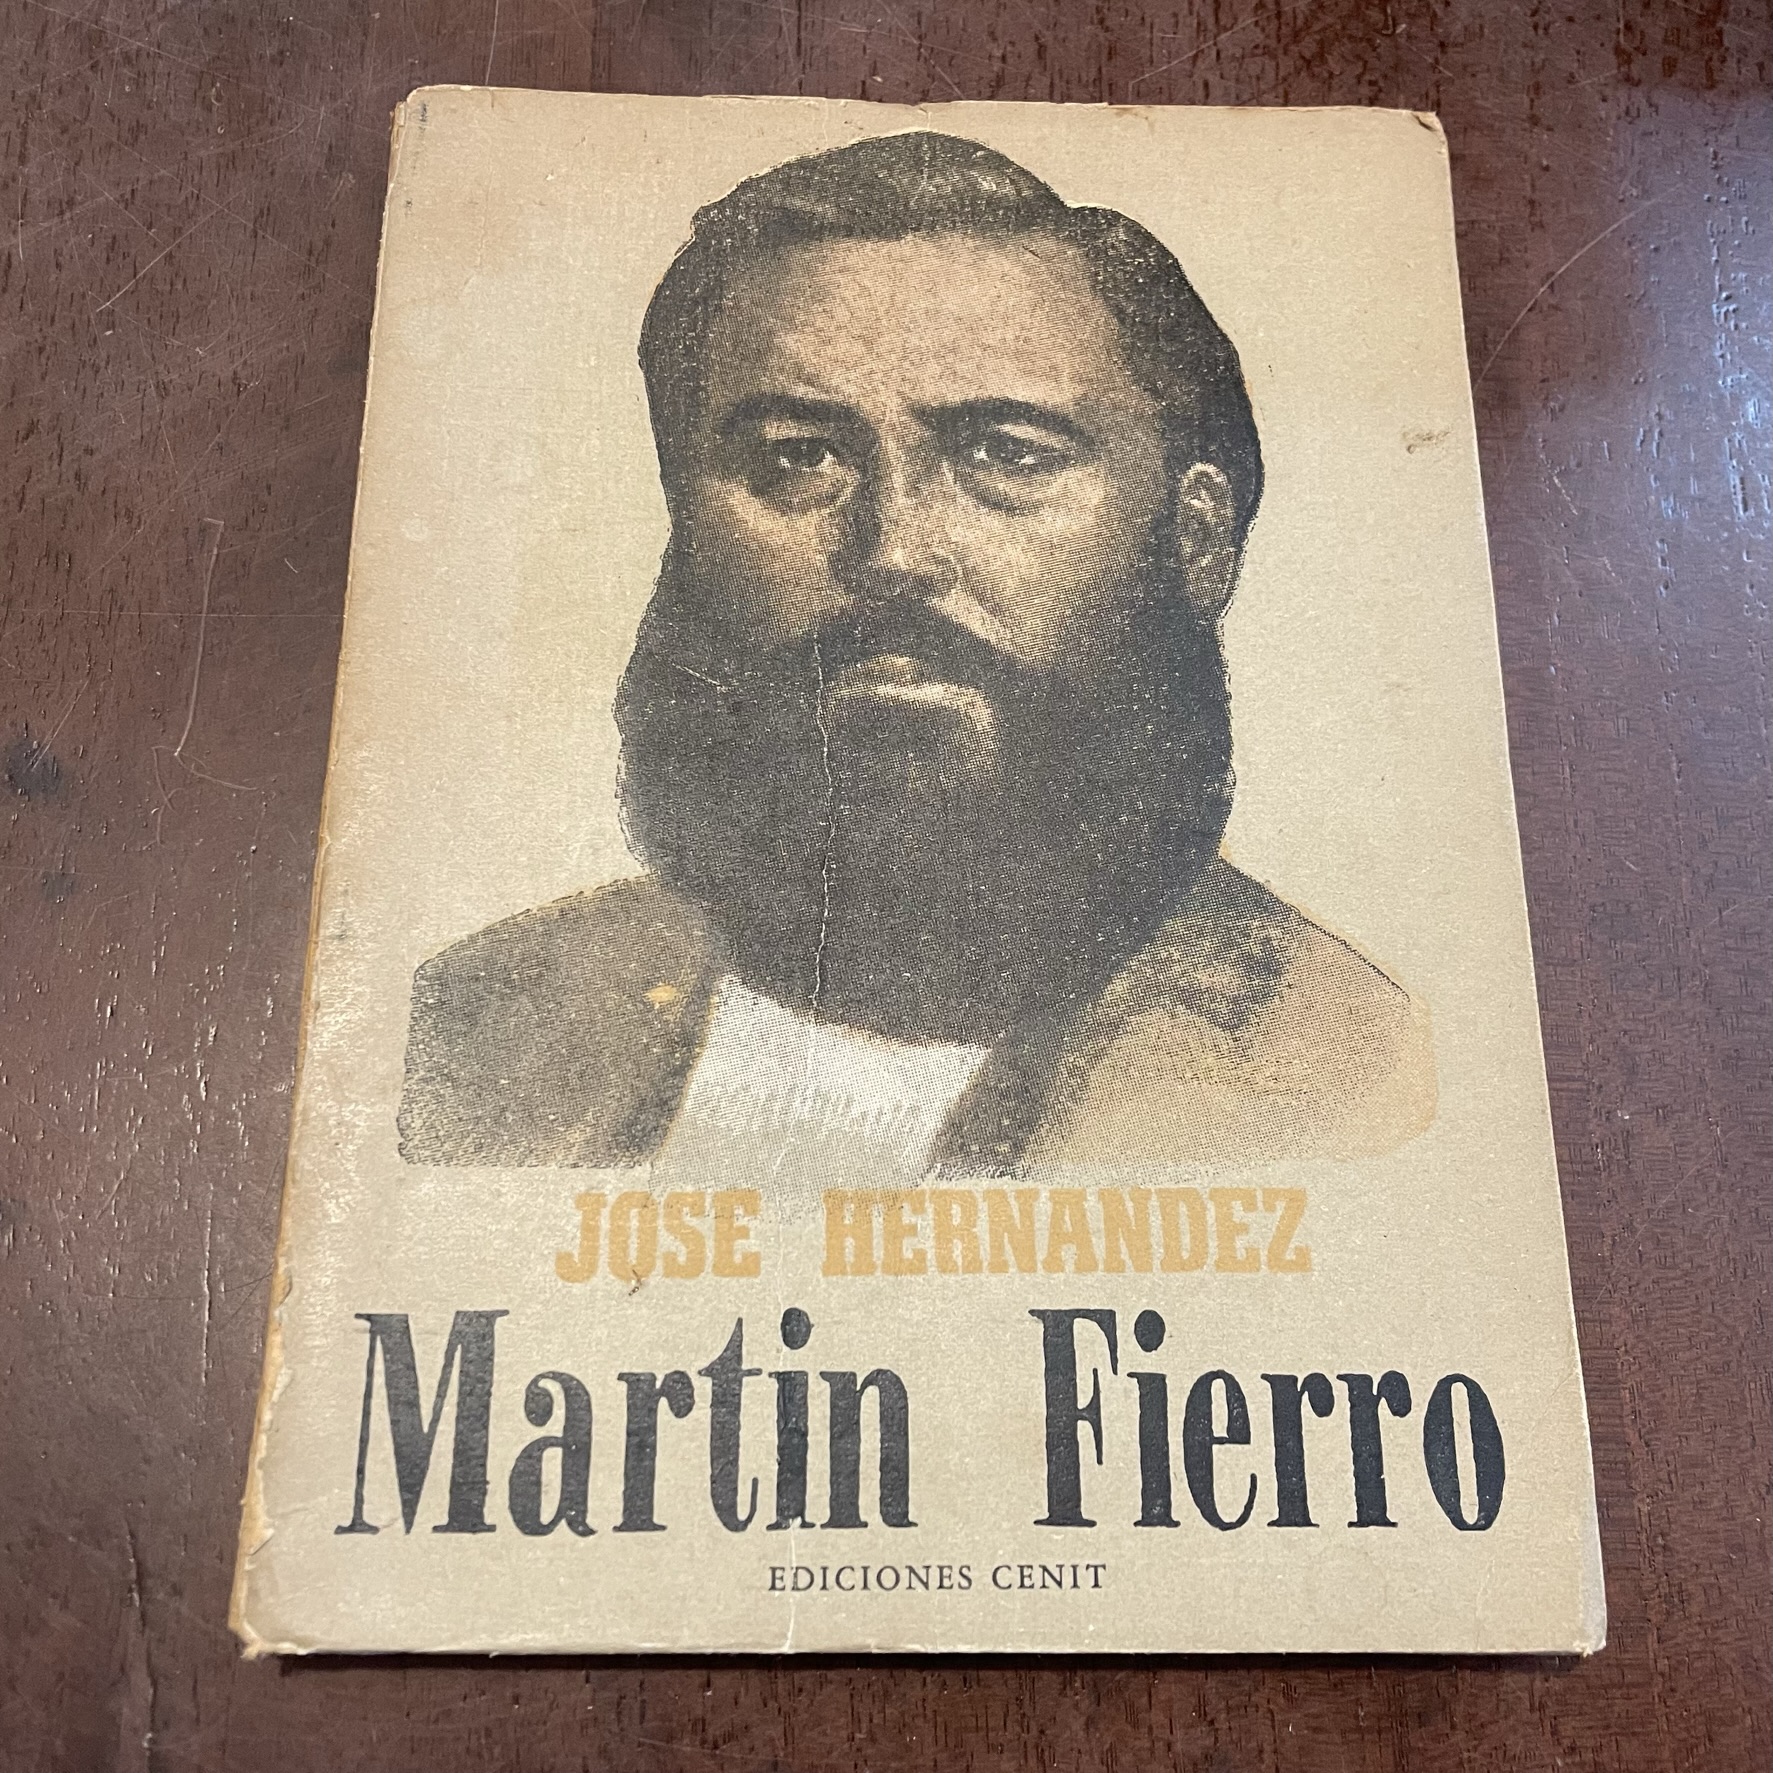 JOSE HERNANDEZ
Martin Fierro
EDICIONES CENIT